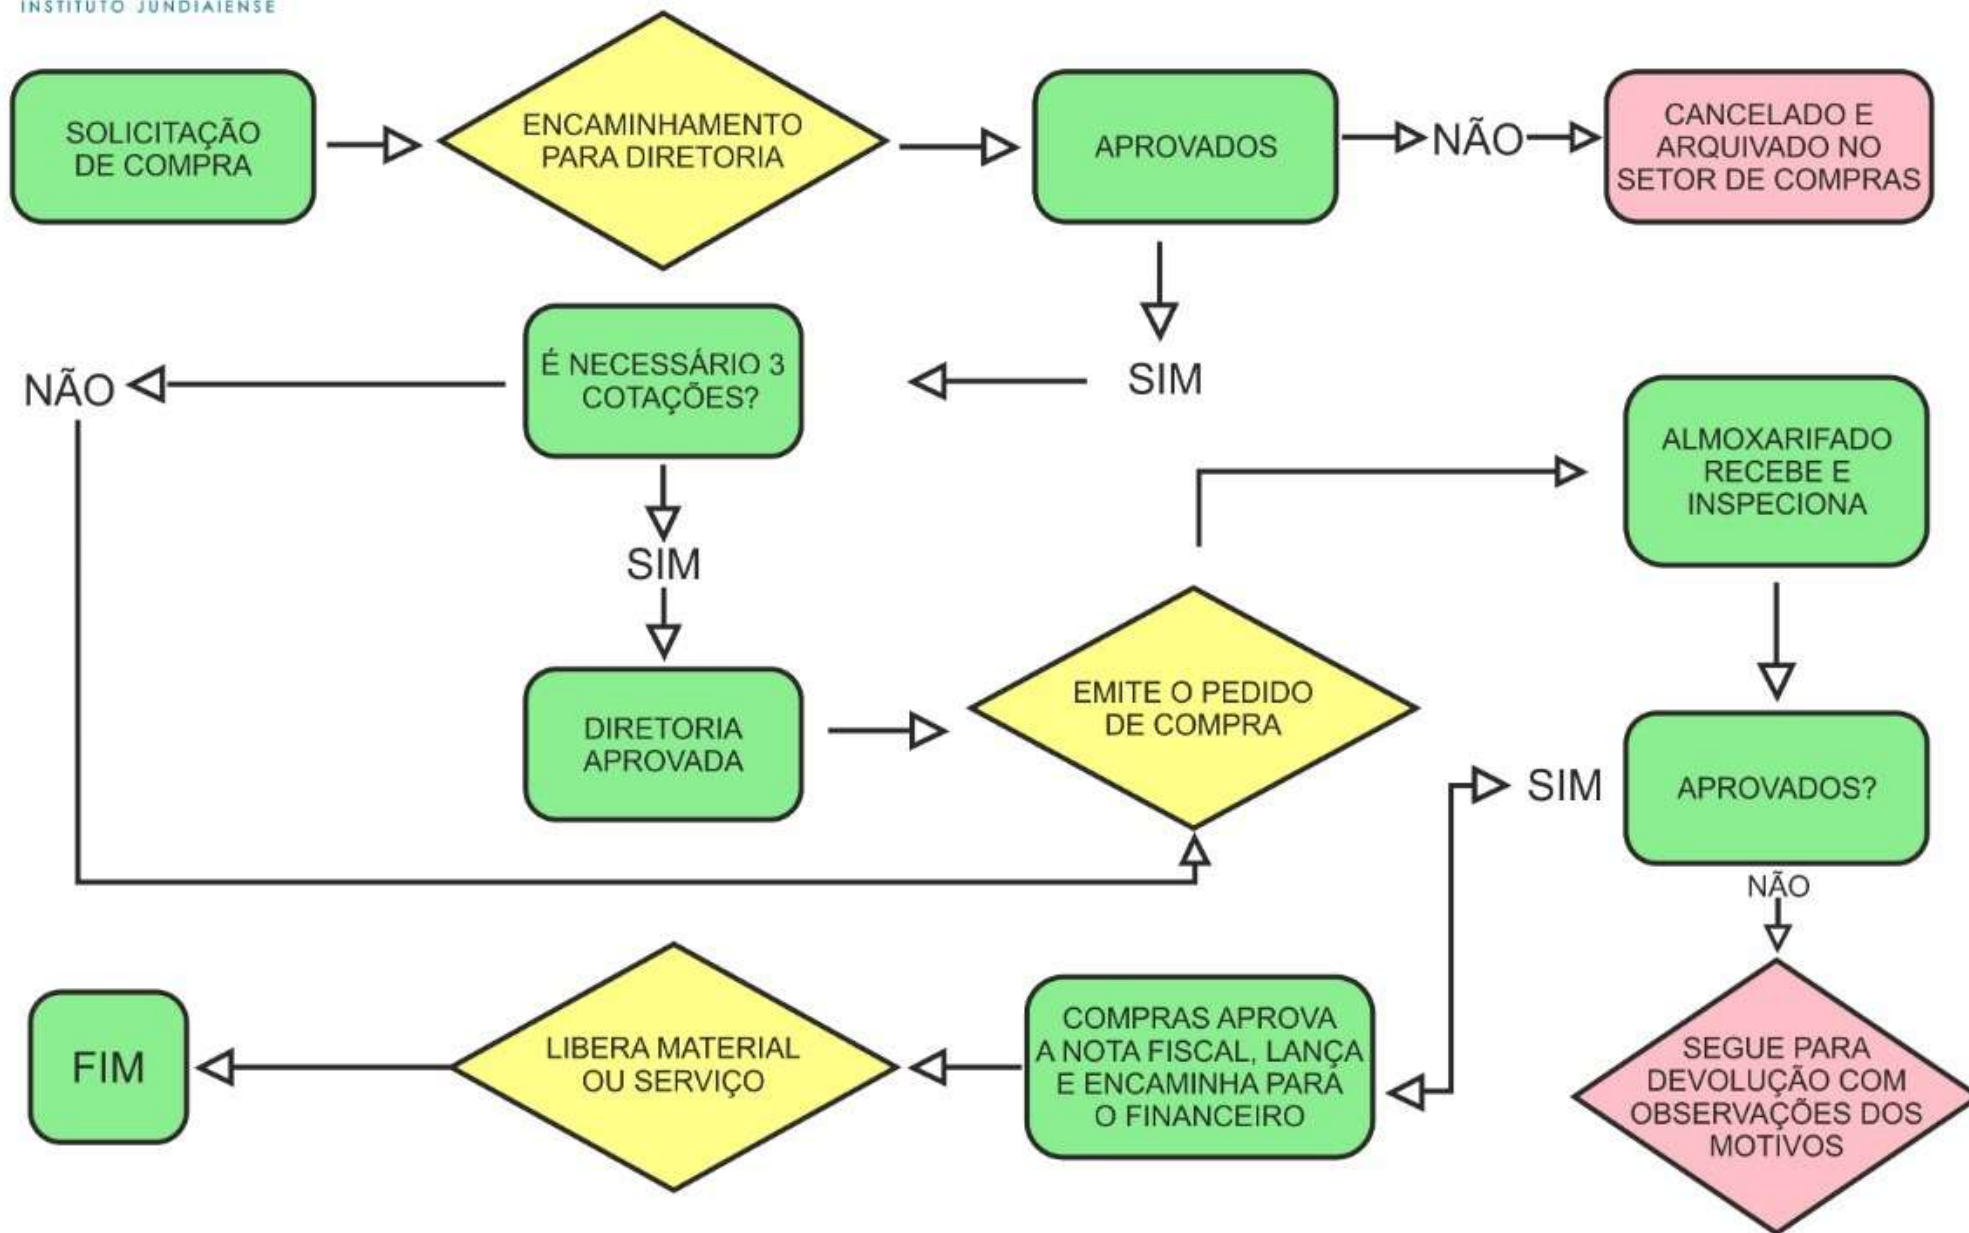 INSTITUTO JUNDIAIENSE
SOLICITAÇÃO
DE COMPRA
ENCAMINHAMENTO
PARA DIRETORIA
APROVADOS
NÃO
CANCELADO E
ARQUIVADO NO
SETOR DE COMPRAS
SIM
É NECESSÁRIO 3
COTAÇÕES?
NÃO
SIM
DIRETORIA
APROVADA
EMITE O PEDIDO
DE COMPRA
ALMOXARIFADO
RECEBE E
INSPECIONA
APROVADOS?
SIM
NÃO
SEGUE PARA
DEVOLUÇÃO COM
OBSERVAÇÕES DOS
MOTIVOS
COMPRAS APROVA
A NOTA FISCAL, LANÇA
E ENCAMINHA PARA
O FINANCEIRO
LIBERA MATERIAL
OU SERVIÇO
FIM